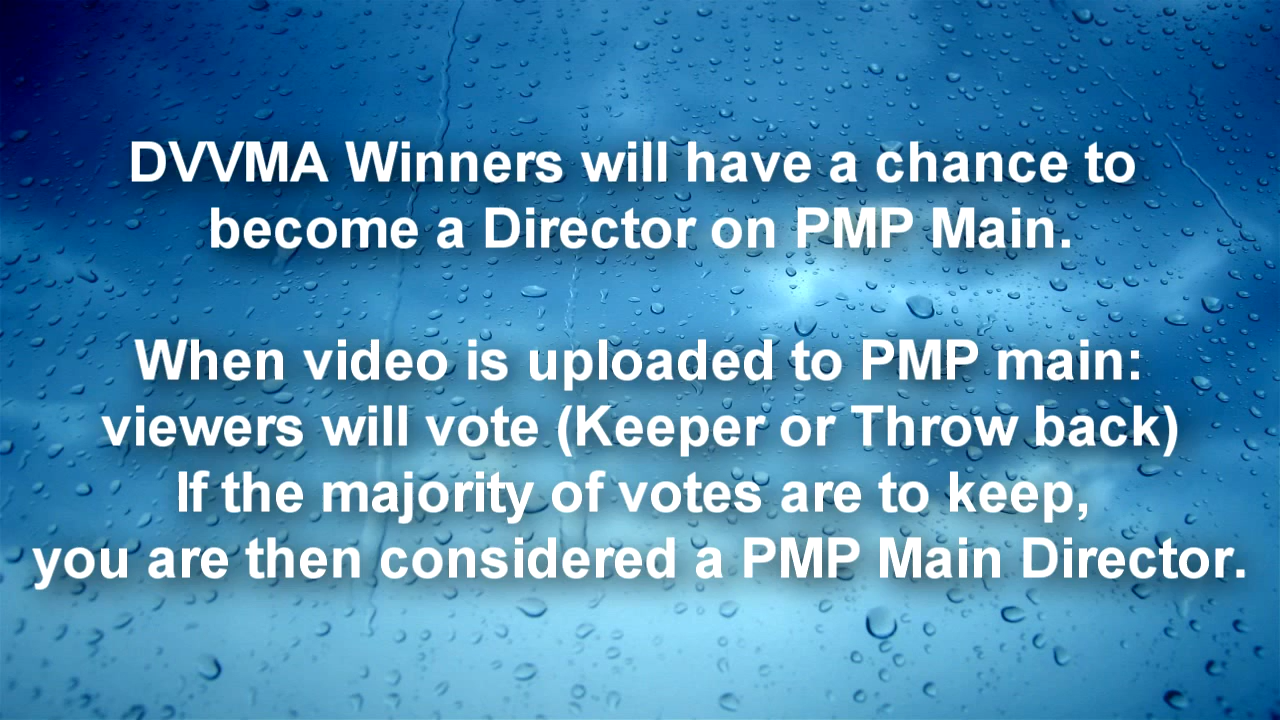 DVVMA Winners will have a chance to
become a Director on PMP Main.
When video is uploaded to PMP main:
viewers will vote (Keeper or Throw back)
If the majority of votes are to keep,
you are then considered a PMP Main Director.